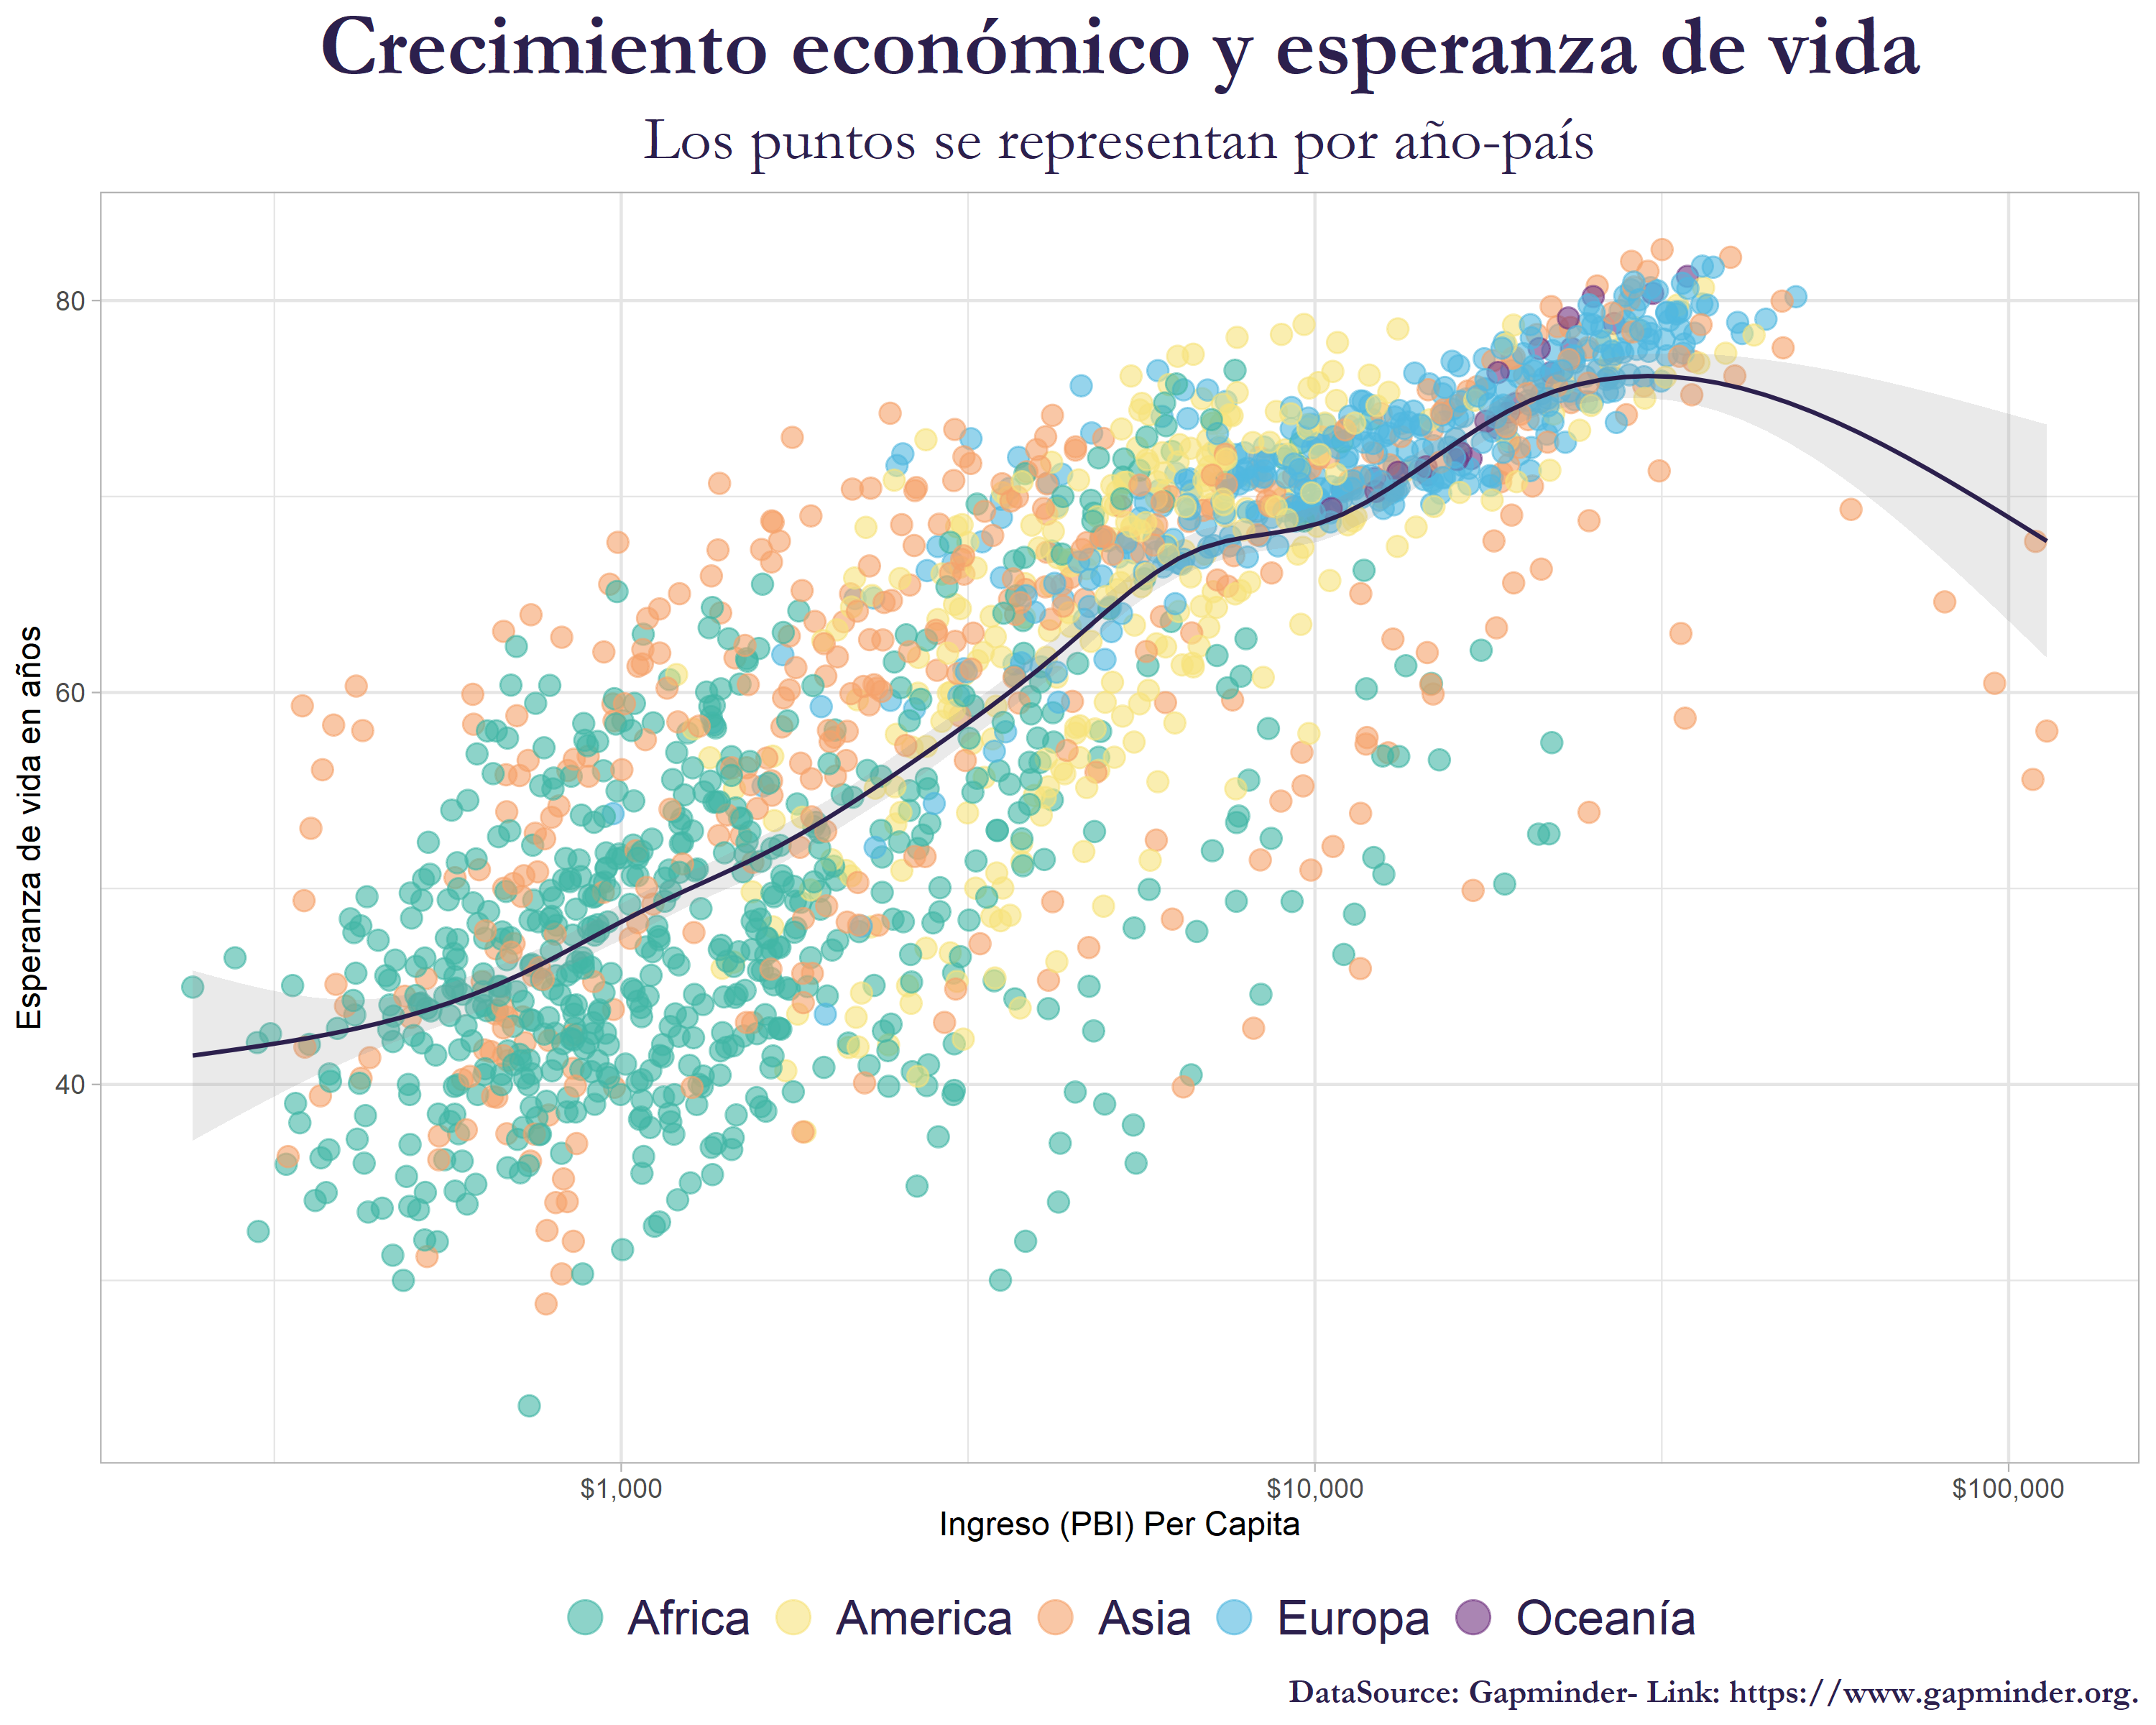 Crecimiento económico y esperanza de vida
Los puntos se representan por año-país
Esperanza de vida en años
80
60
40
$1,000
$10,000
$100,000
Ingreso (PBI) Per Capita
Africa
America
Asia
Europa
Oceanía
DataSource: Gapminder- Link: https://www.gapminder.org.